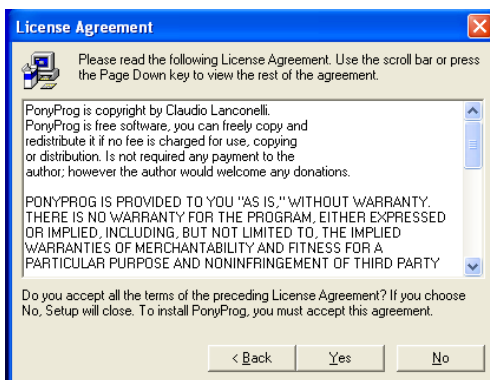 License Agreement
Please read the following License Agreement. Use the scroll bar or press
the Page Down key to view the rest of the agreement.
PonyProg is copyright by Claudio Lanconelli.
PonyProg is free software, you can freely copy and
redistribute it if no fee is charged for use, copying
or distribution. Is not required any payment to the
author; however the author would welcome any donations.
PONYPROG IS PROVIDED TO YOU "AS IS," WITHOUT WARRANTY.
THERE IS NO WARRANTY FOR THE PROGRAM, EITHER EXPRESSED
OR IMPLIED, INCLUDING, BUT NOT LIMITED TO, THE IMPLIED
WARRANTIES OF MERCHANTABILITY AND FITNESS FOR A
PARTICULAR PURPOSE AND NONINFRINGEMENT OF THIRD PARTY
Do you accept all the terms of the preceding License Agreement? If you choose
No, Setup will close. To install PonyProg, you must accept this agreement.
< Back
Yes
No